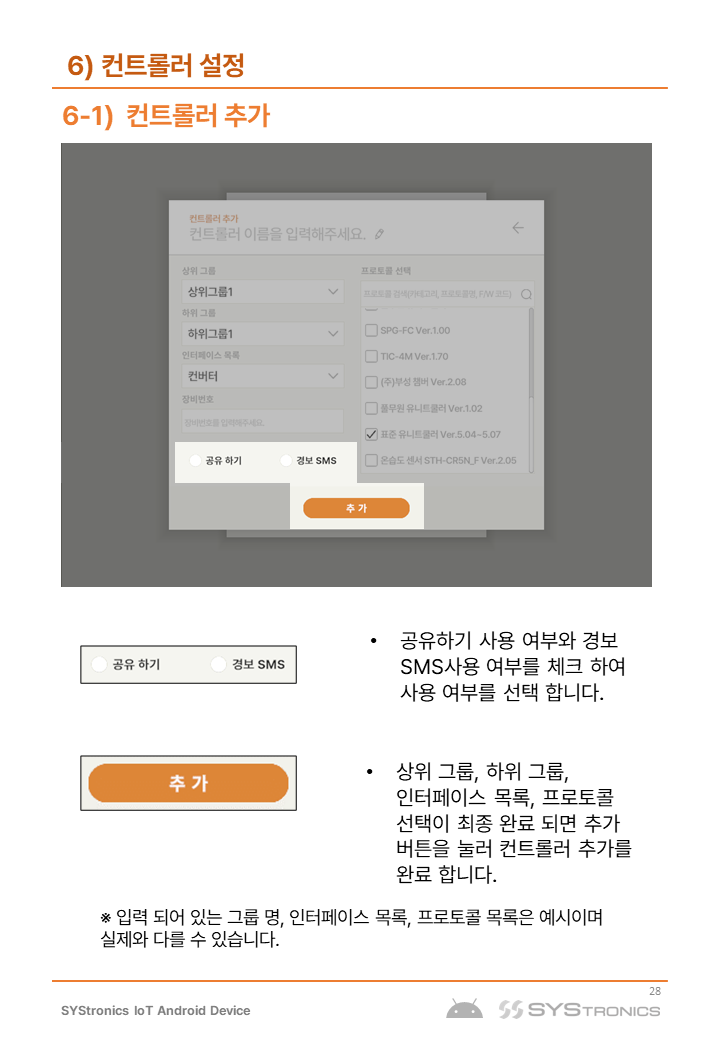 6) 컨트롤러 설정
6-1) 컨트롤러 추가
컨트롤러 추가
컨트롤러 이름을 입력해주세요.
상위 그룹
상위그룹1
하위 그룹
하위그룹1
인터페이스 목록
컨버터
장비번호
장비번호를 입력해주세요.
공유 하기 경보 SMS
프로토콜 선택
프로토콜 검색(카테고리, 프로토콜명, F/W 코드)
SPG-FC Ver.1.00
TIC-4M Ver.1.70
(주)부성 챔버 Ver.2.08
풀무원 유니트쿨러 Ver.1.02
표준 유니트쿨러 Ver.5.04~5.07
온습도 센서 STH-CR5N_F Ver.2.05
추 가
공유 하기 경보 SMS
• 공유하기 사용 여부와 경보
SMS사용 여부를 체크 하여
사용 여부를 선택 합니다.
추 가
• 상위 그룹, 하위 그룹,
인터페이스 목록, 프로토콜
선택이 최종 완료 되면 추가
버튼을 눌러 컨트롤러 추가를
완료 합니다.
※ 입력 되어 있는 그룹 명, 인터페이스 목록, 프로토콜 목록은 예시이며
실제와 다를 수 있습니다.
28
SYStronics IoT Android Device
SYSTRONICS